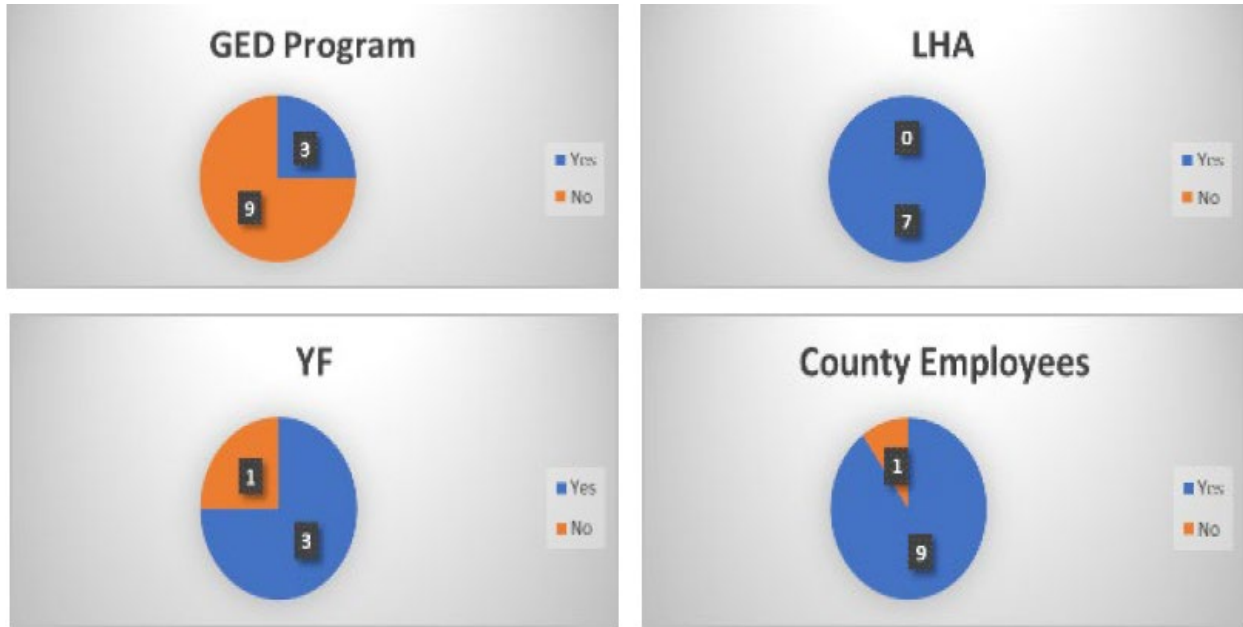 GED Program
3
9
Yes
No
LHA
0
7
Yes
No
YF
1
3
Yes
No
County Employees
1
9
Yes
No